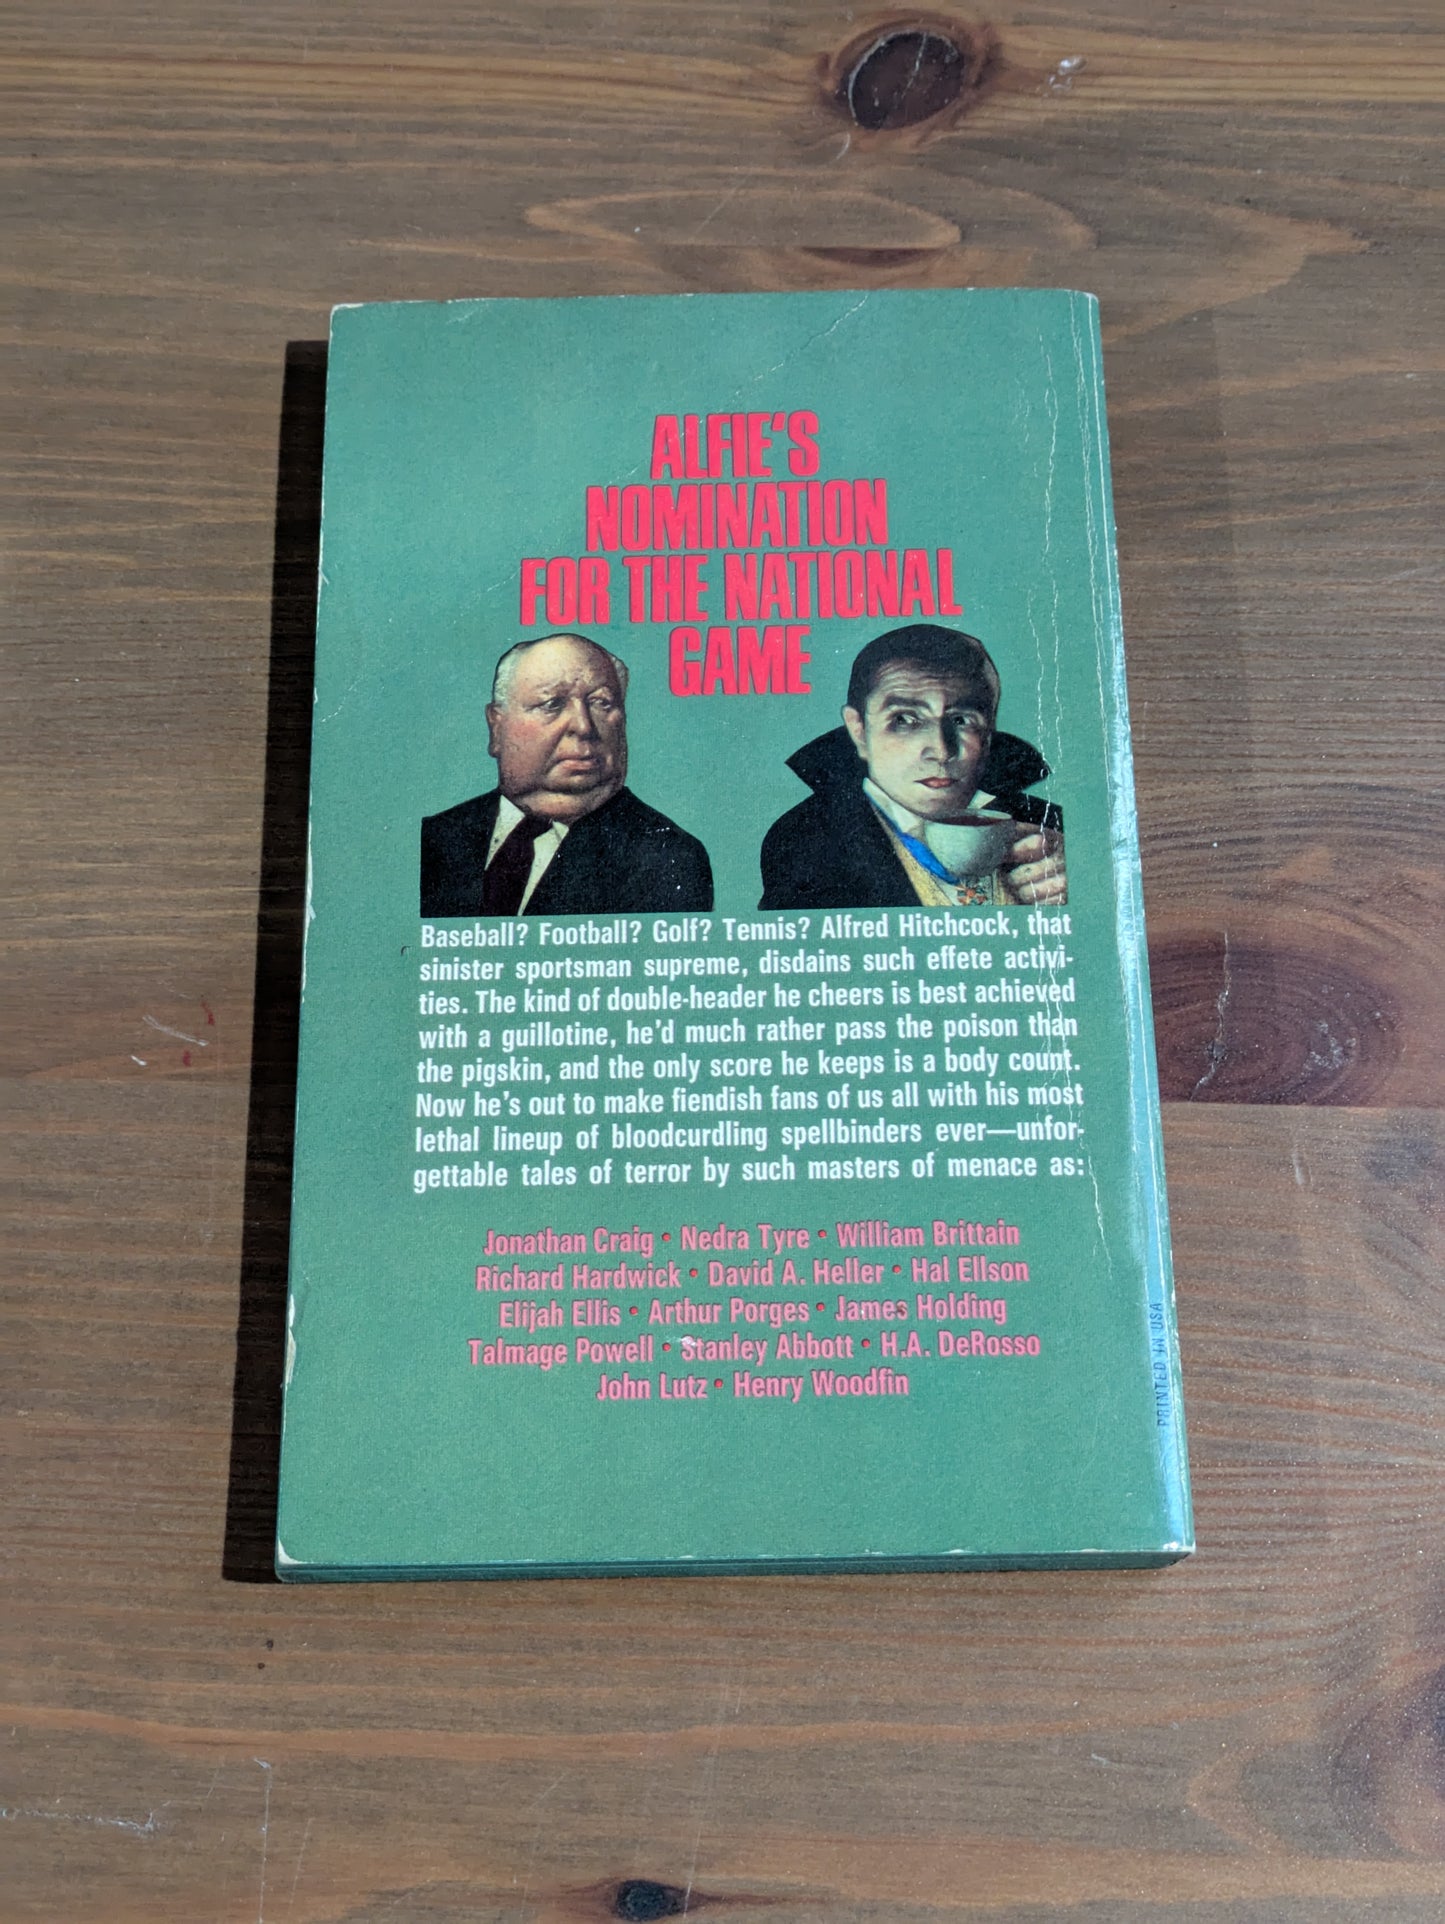 ALFIE'S
NOMINATION
FOR THE NATIONAL
GAME
Baseball? Football? Golf? Tennis? Alfred Hitchcock, that
sinister sportsman supreme, disdains such effete activi-
ties. The kind of double-header he cheers is best achieved
with a guillotine, he'd much rather pass the poison than
the pigskin, and the only score he keeps is a body count.
Now he's out to make fiendish fans of us all with his most
lethal lineup of bloodcurdling spellbinders ever—unfor-
gettable tales of terror by such masters of menace as:
Jonathan Craig • Nedra Tyre • William Brittain
Richard Hardwick • David A. Heller • Hal Ellson
Elijah Ellis • Arthur Porges • James Holding
Talmage Powell • Stanley Abbott • H.A. DeRosso
John Lutz • Henry Woodfin
PRINTED IN USA